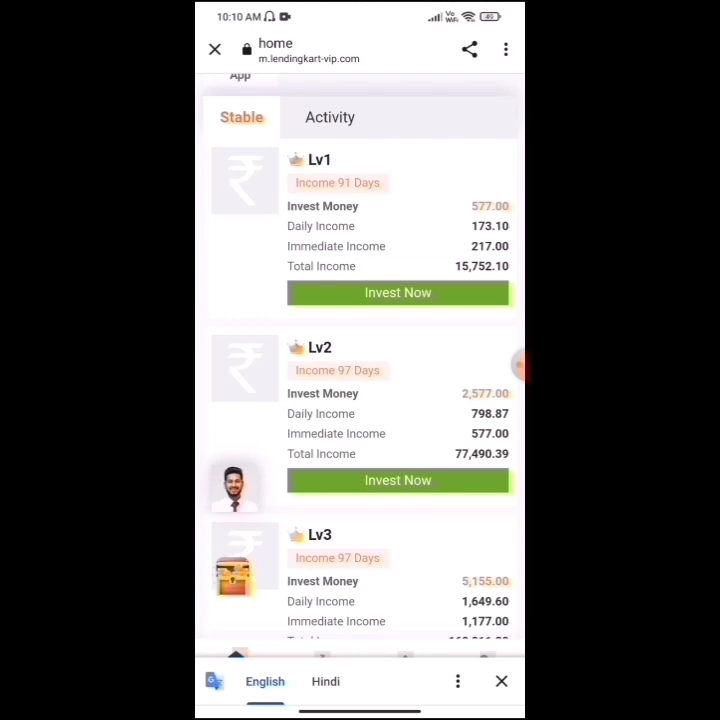 10:10 AM
Vo
WiFi
49
home
m.lendingkart-vip.com
App
Stable Activity
₹
Lv1
Income 91 Days
Invest Money 577.00
Daily Income 173.10
Immediate Income 217.00
Total Income 15,752.10
Invest Now
₹
Lv2
Income 97 Days
Invest Money 2,577.00
Daily Income 798.87
Immediate Income 577.00
Total Income 77,490.39
Invest Now
₹
Lv3
Income 97 Days
Invest Money 5,155.00
Daily Income 1,649.60
Immediate Income 1,177.00
English Hindi